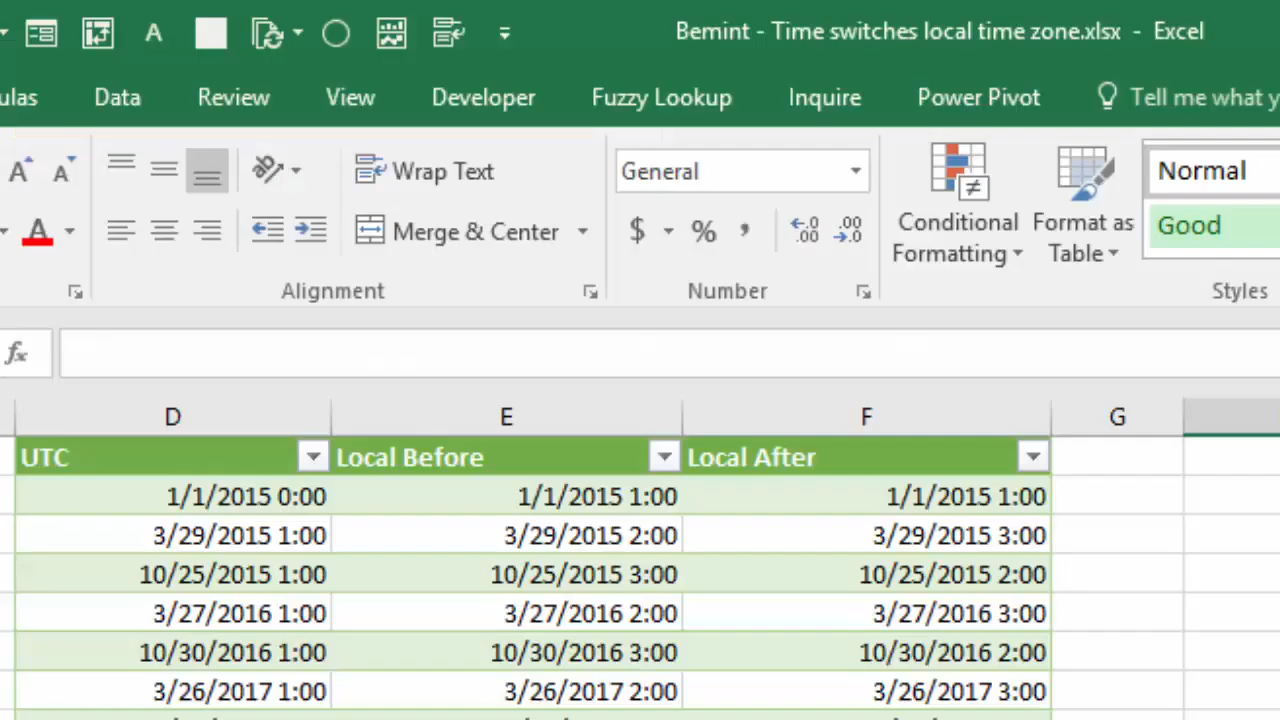 A
Bemint - Time switches local time zone.xlsx - Excel
ulas Data Review View Developer Fuzzy Lookup Inquire Power Pivot Tell me what y
A A ab Wrap Text General Conditional Formatting Format as Table Normal
A Merge & Center $ % , .0 .00 .00 .0 Good
Alignment Number Styles
fx
D E F G
UTC Local Before Local After
1/1/2015 0:00 1/1/2015 1:00 1/1/2015 1:00
3/29/2015 1:00 3/29/2015 2:00 3/29/2015 3:00
10/25/2015 1:00 10/25/2015 3:00 10/25/2015 2:00
3/27/2016 1:00 3/27/2016 2:00 3/27/2016 3:00
10/30/2016 1:00 10/30/2016 3:00 10/30/2016 2:00
3/26/2017 1:00 3/26/2017 2:00 3/26/2017 3:00